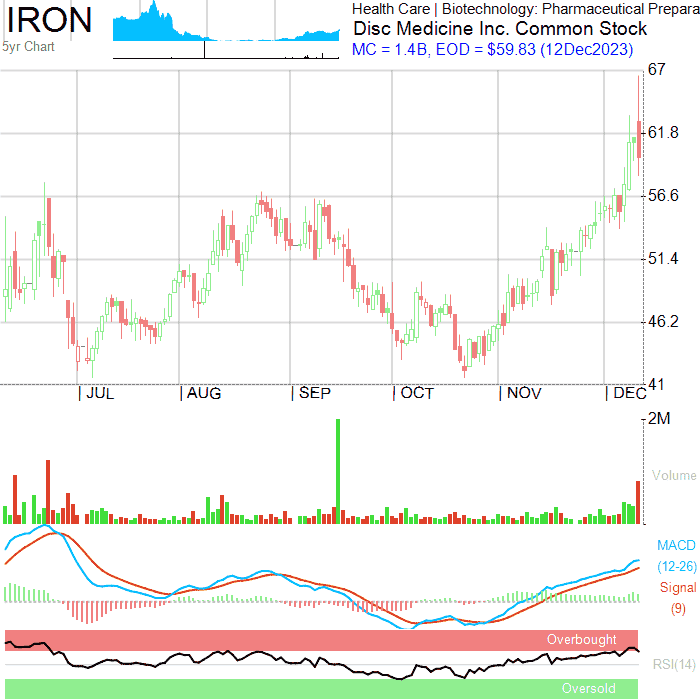 IRON
Health Care | Biotechnology: Pharmaceutical Prepara
Disc Medicine Inc. Common Stock
5yr Chart
MC = 1.4B, EOD = $59.83 (12Dec2023)
67
61.8
56.6
51.4
46.2
41
JUL
AUG
SEP
OCT
NOV
DEC
2M
Volume
MACD
(12-26)
Signal
(9)
Overbought
RSI(14)
Oversold